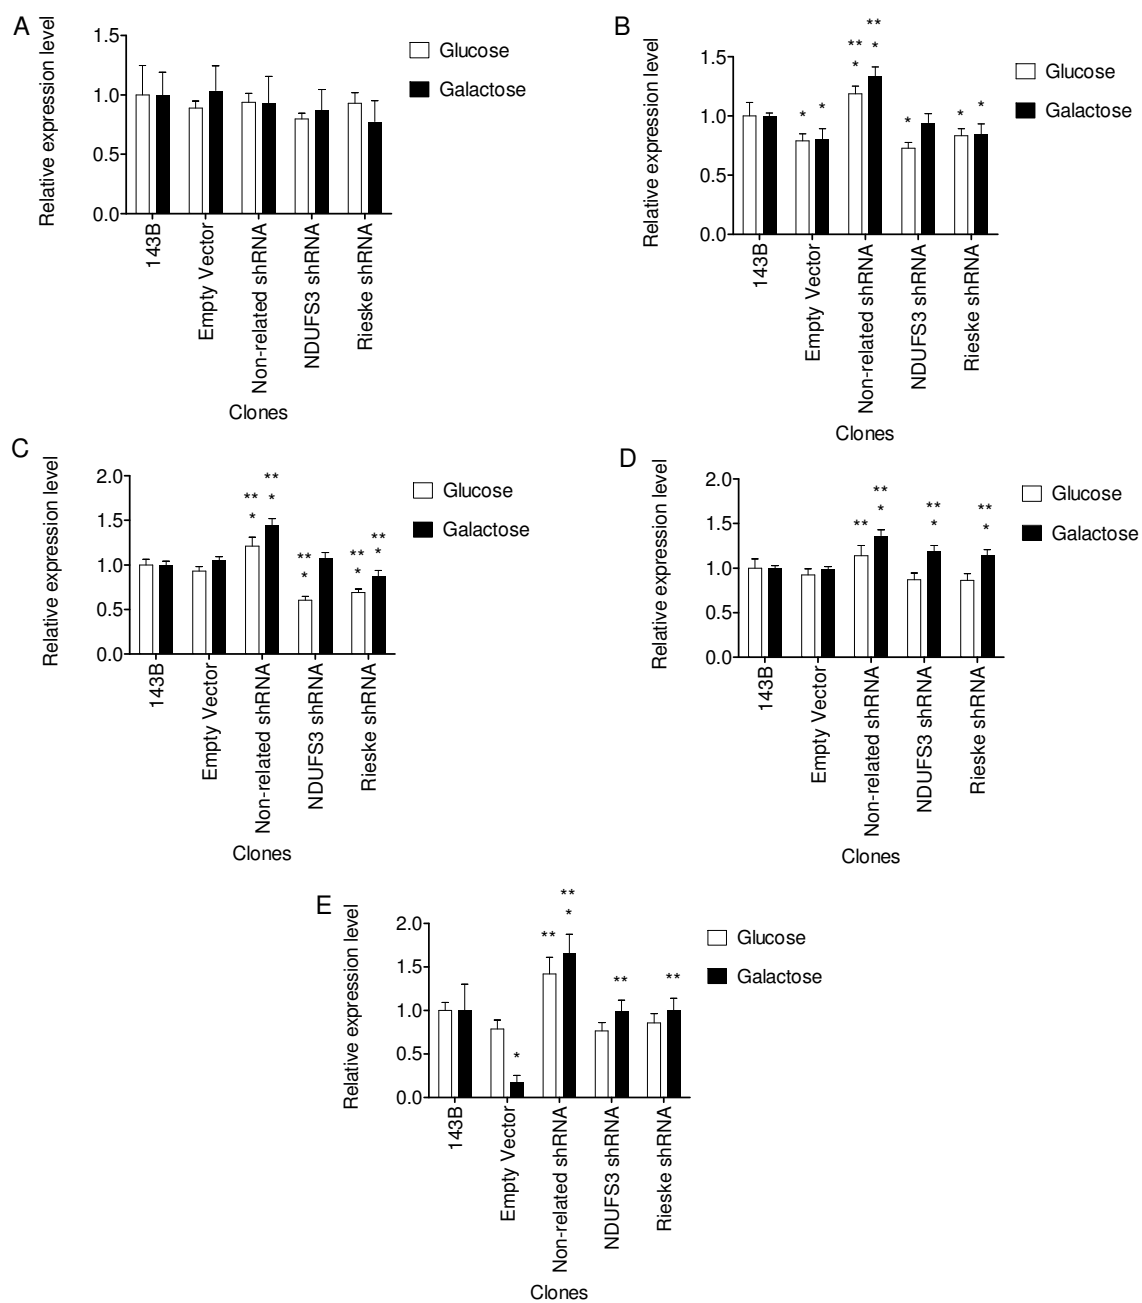 A
Relative expression level
1.5
1.0
0.5
0.0
Glucose
Galactose
143B
Empty Vector
Non-related shRNA
NDUFS3 shRNA
Rieske shRNA
Clones
B
Relative expression level
1.5
1.0
0.5
0.0
*
*
**
*
**
*
*
*
*
Glucose
Galactose
143B
Empty Vector
Non-related shRNA
NDUFS3 shRNA
Rieske shRNA
Clones
C
Relative expression level
2.0
1.5
1.0
0.5
0.0
**
*
**
*
**
*
**
*
**
*
Glucose
Galactose
143B
Empty Vector
Non-related shRNA
NDUFS3 shRNA
Rieske shRNA
Clones
D
Relative expression level
2.0
1.5
1.0
0.5
0.0
**
**
*
**
*
**
*
Glucose
Galactose
143B
Empty Vector
Non-related shRNA
NDUFS3 shRNA
Rieske shRNA
Clones
E
Relative expression level
2.0
1.5
1.0
0.5
0.0
*
**
**
*
**
**
Glucose
Galactose
143B
Empty Vector
Non-related shRNA
NDUFS3 shRNA
Rieske shRNA
Clones